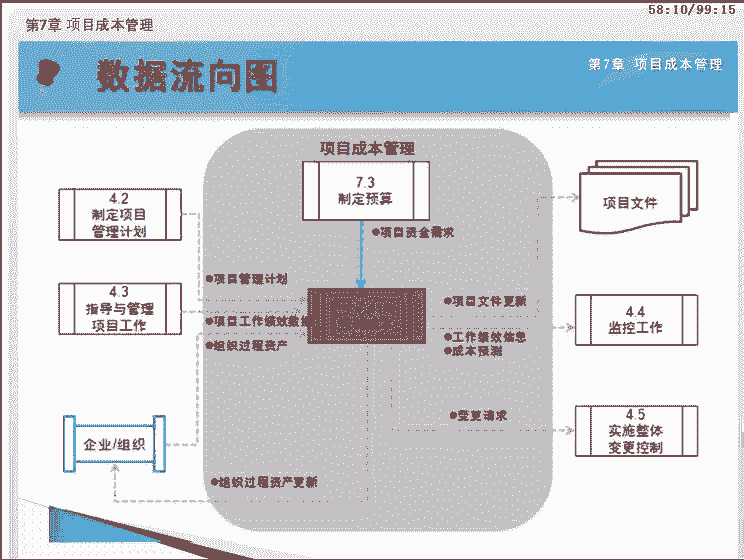 58:10/99:15
第7章 项目成本管理
数据流向图
第7章 项目成本管理
项目成本管理
7.3
制定预算
●项目资金需求
4.2
制定项目
管理计划
项目文件
●项目管理计划
4.3
指导与管理
项目工作
●项目文件更新
●项目工作绩效数据
4.4
监控工作
●工作绩效信息
●成本预测
●组织过程资产
●变更请求
4.5
实施整体
变更控制
企业/组织
●组织过程资产更新